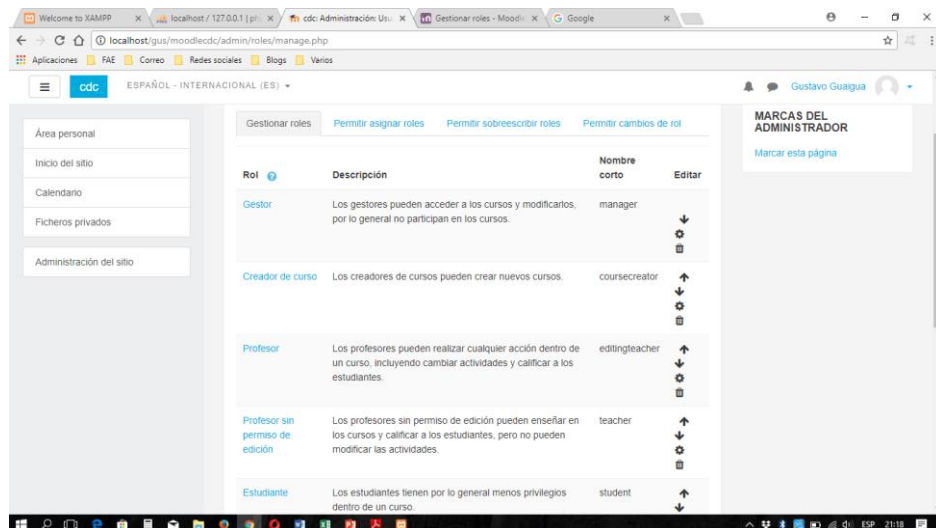 Welcome to XAMPP
localhost / 127.0.0.1 | ph
cdc: Administración: Usu
Gestionar roles - Moodle
Google
localhost/gus/moodlecdc/admin/roles/manage.php
Aplicaciones FAE Correo Redes sociales Blogs Varios
cdc ESPAÑOL - INTERNACIONAL (ES) Gustavo Guaigua
Área personal
Inicio del sitio
Calendario
Ficheros privados
Administración del sitio
Gestionar roles Permitir asignar roles Permitir sobreescribir roles Permitir cambios de rol
Rol Descripción Nombre corto Editar
Gestor Los gestores pueden acceder a los cursos y modificarlos, manager
por lo general no participan en los cursos.
Creador de curso Los creadores de cursos pueden crear nuevos cursos. coursecreator
Profesor Los profesores pueden realizar cualquier acción dentro de editingteacher
un curso, incluyendo cambiar actividades y calificar a los
estudiantes.
Profesor sin Los profesores sin permiso de edición pueden enseñar en teacher
permiso de los cursos y calificar a los estudiantes, pero no pueden
edición modificar las actividades.
Estudiante Los estudiantes tienen por lo general menos privilegios student
dentro de un curso.
MARCAS DEL
ADMINISTRADOR
Marcar esta página
ESP 21:18